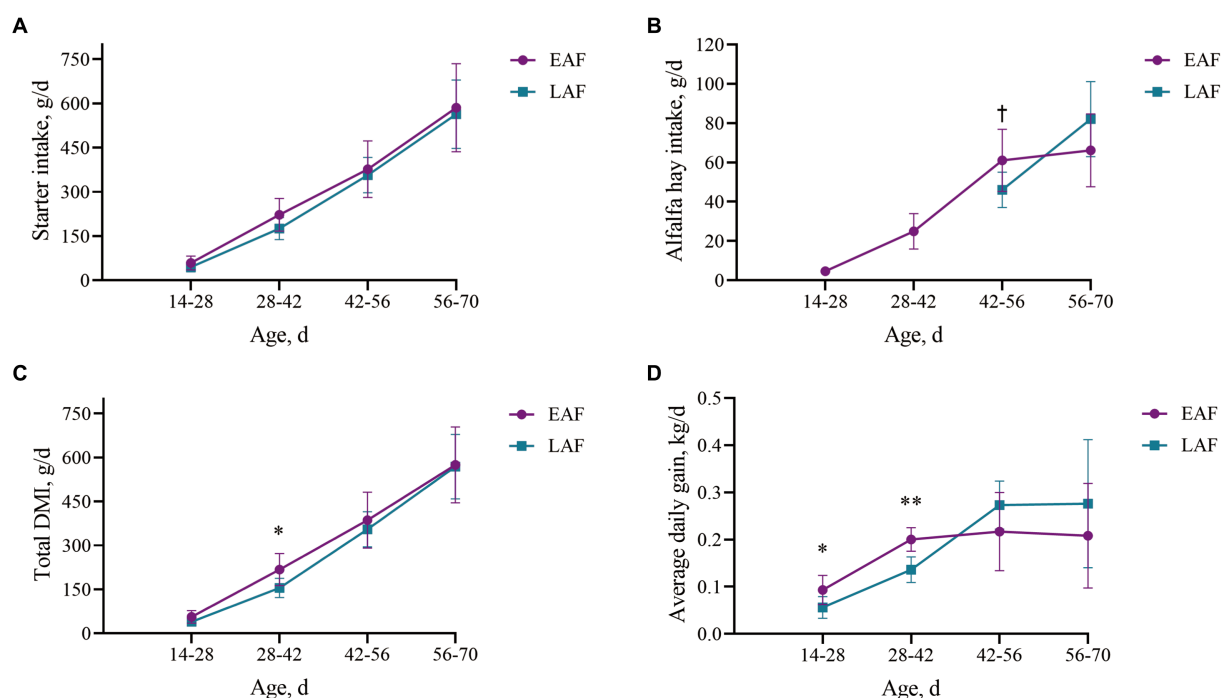 A
Starter intake, g/d
750
600
450
300
150
0
14-28 28-42 42-56 56-70
Age, d
EAF
LAF
B
Alfalfa hay intake, g/d
120
100
80
60
40
20
0
†
14-28 28-42 42-56 56-70
Age, d
EAF
LAF
C
Total DMI, g/d
750
600
450
300
150
0
*
14-28 28-42 42-56 56-70
Age, d
EAF
LAF
D
Average daily gain, kg/d
0.5
0.4
0.3
0.2
0.1
0.0
* **
14-28 28-42 42-56 56-70
Age, d
EAF
LAF